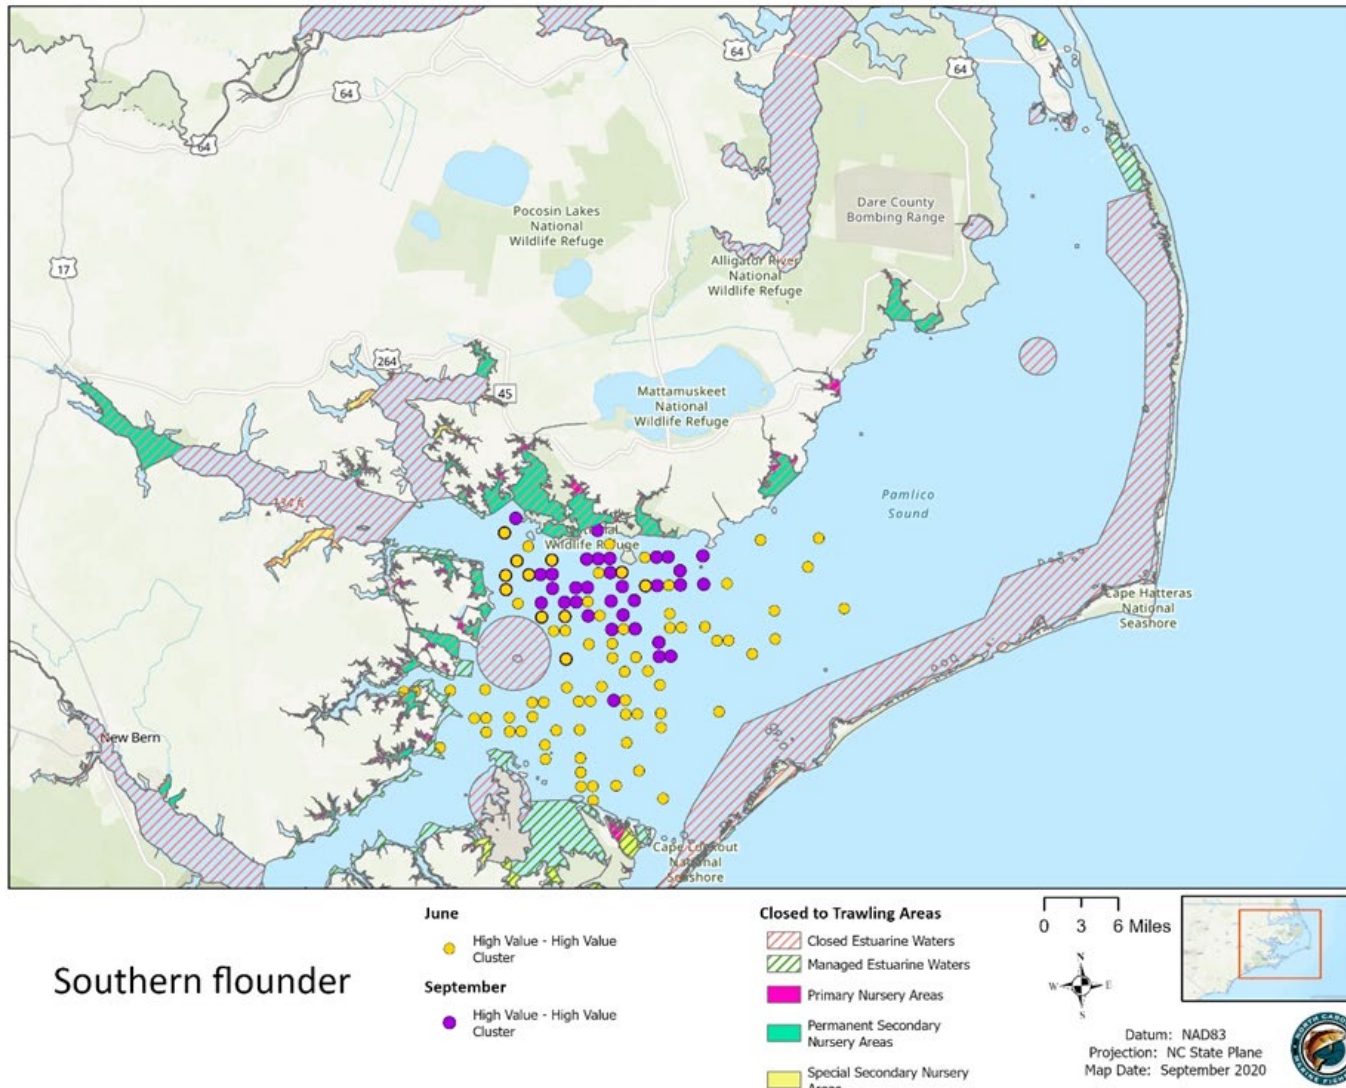 64
64
64
64
Pocosin Lakes
National
Wildlife Refuge
Dare County
Bombing Range
17
Alligator River
National
Wildlife Refuge
264
45
Mattamuskeet
National
Wildlife Refuge
Pamlico
Sound
-134 ft
National
Wildlife Refuge
Cape Hatteras
National
Seashore
New Bern
Cape Lookout
National
Seashore
Southern flounder
June
High Value - High Value
Cluster
September
High Value - High Value
Cluster
Closed to Trawling Areas
Closed Estuarine Waters
Managed Estuarine Waters
Primary Nursery Areas
Permanent Secondary
Nursery Areas
Special Secondary Nursery
Areas
0 3 6 Miles
N
W E
S
Datum: NAD83
Projection: NC State Plane
Map Date: September 2020